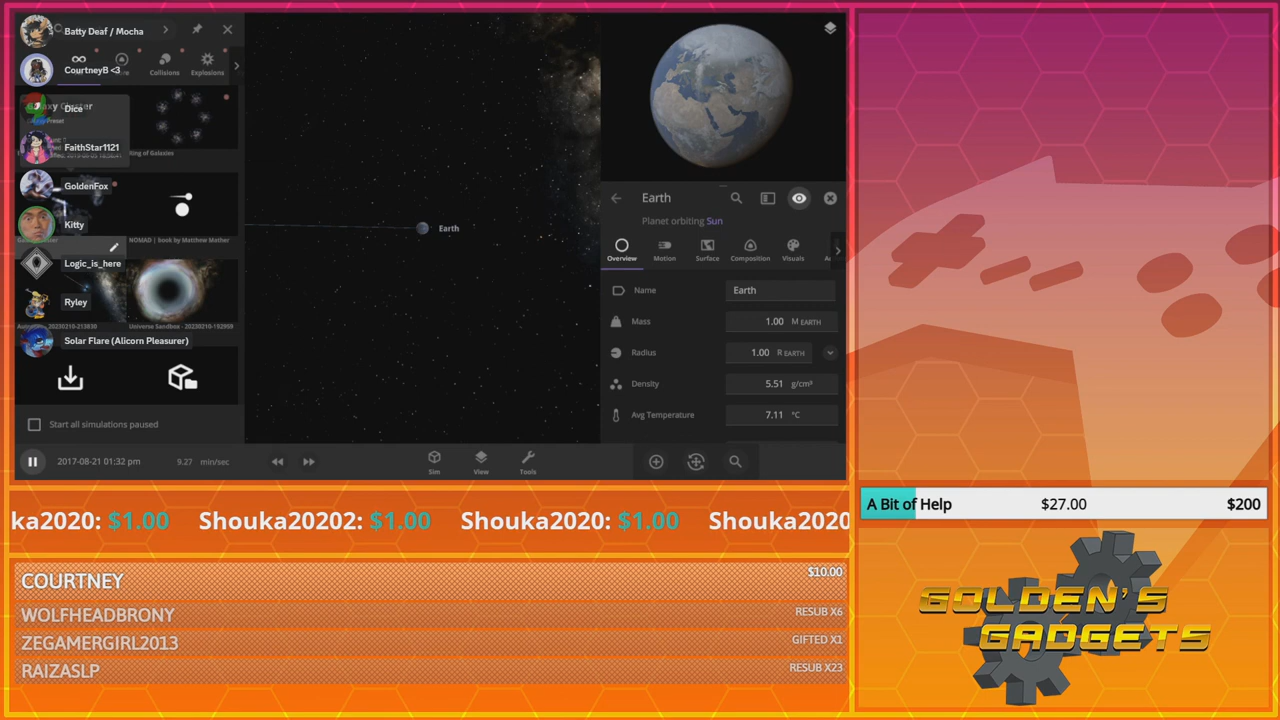 Batty Deaf / Mocha
CourtneyB <3
Collisions
Explosions
Dice
FaithStar1121
GoldenFox
Kitty
NOMAD | book by Matthew Mather
Logic_is_here
Ryley
Universe Sandbox - 20230210-192959
Solar Flare (Alicorn Pleasurer)
Start all simulations paused
2017-08-21 01:32 pm
9.27 min/sec
Sim
View
Tools
Earth
Earth
Planet orbiting Sun
Overview
Motion
Surface
Composition
Visuals
Name
Earth
Mass
1.00 M EARTH
Radius
1.00 R EARTH
Density
5.51 g/cm³
Avg Temperature
7.11 °C
ka2020: $1.00 Shouka20202: $1.00 Shouka2020: $1.00 Shouka2020
COURTNEY $10.00
WOLFHEADBRONY RESUB X6
ZEGAMERGIRL2013 GIFTED X1
RAIZASLP RESUB X23
A Bit of Help $27.00 $200
GOLDEN'S
GADGETS